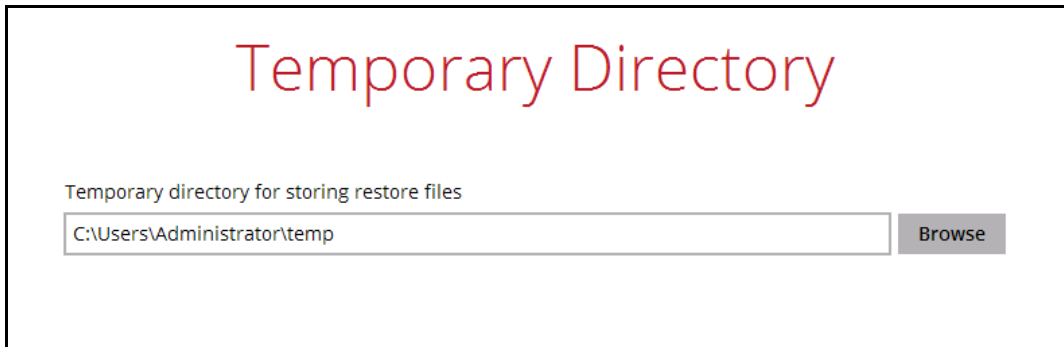 Temporary Directory
Temporary directory for storing restore files
C:\Users\Administrator\temp
Browse